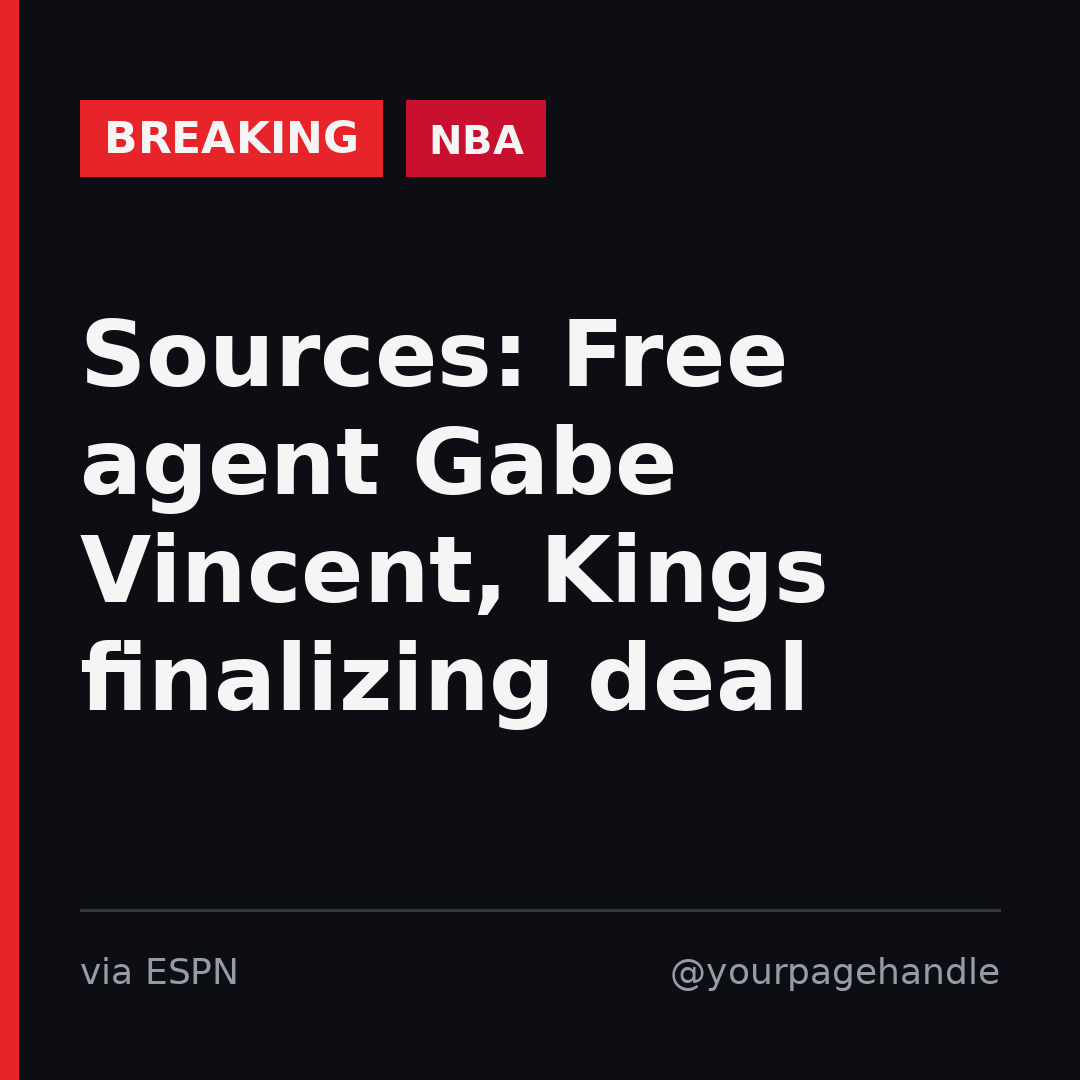 BREAKING NBA
Sources: Free
agent Gabe
Vincent, Kings
finalizing deal
via ESPN @yourpagehandle